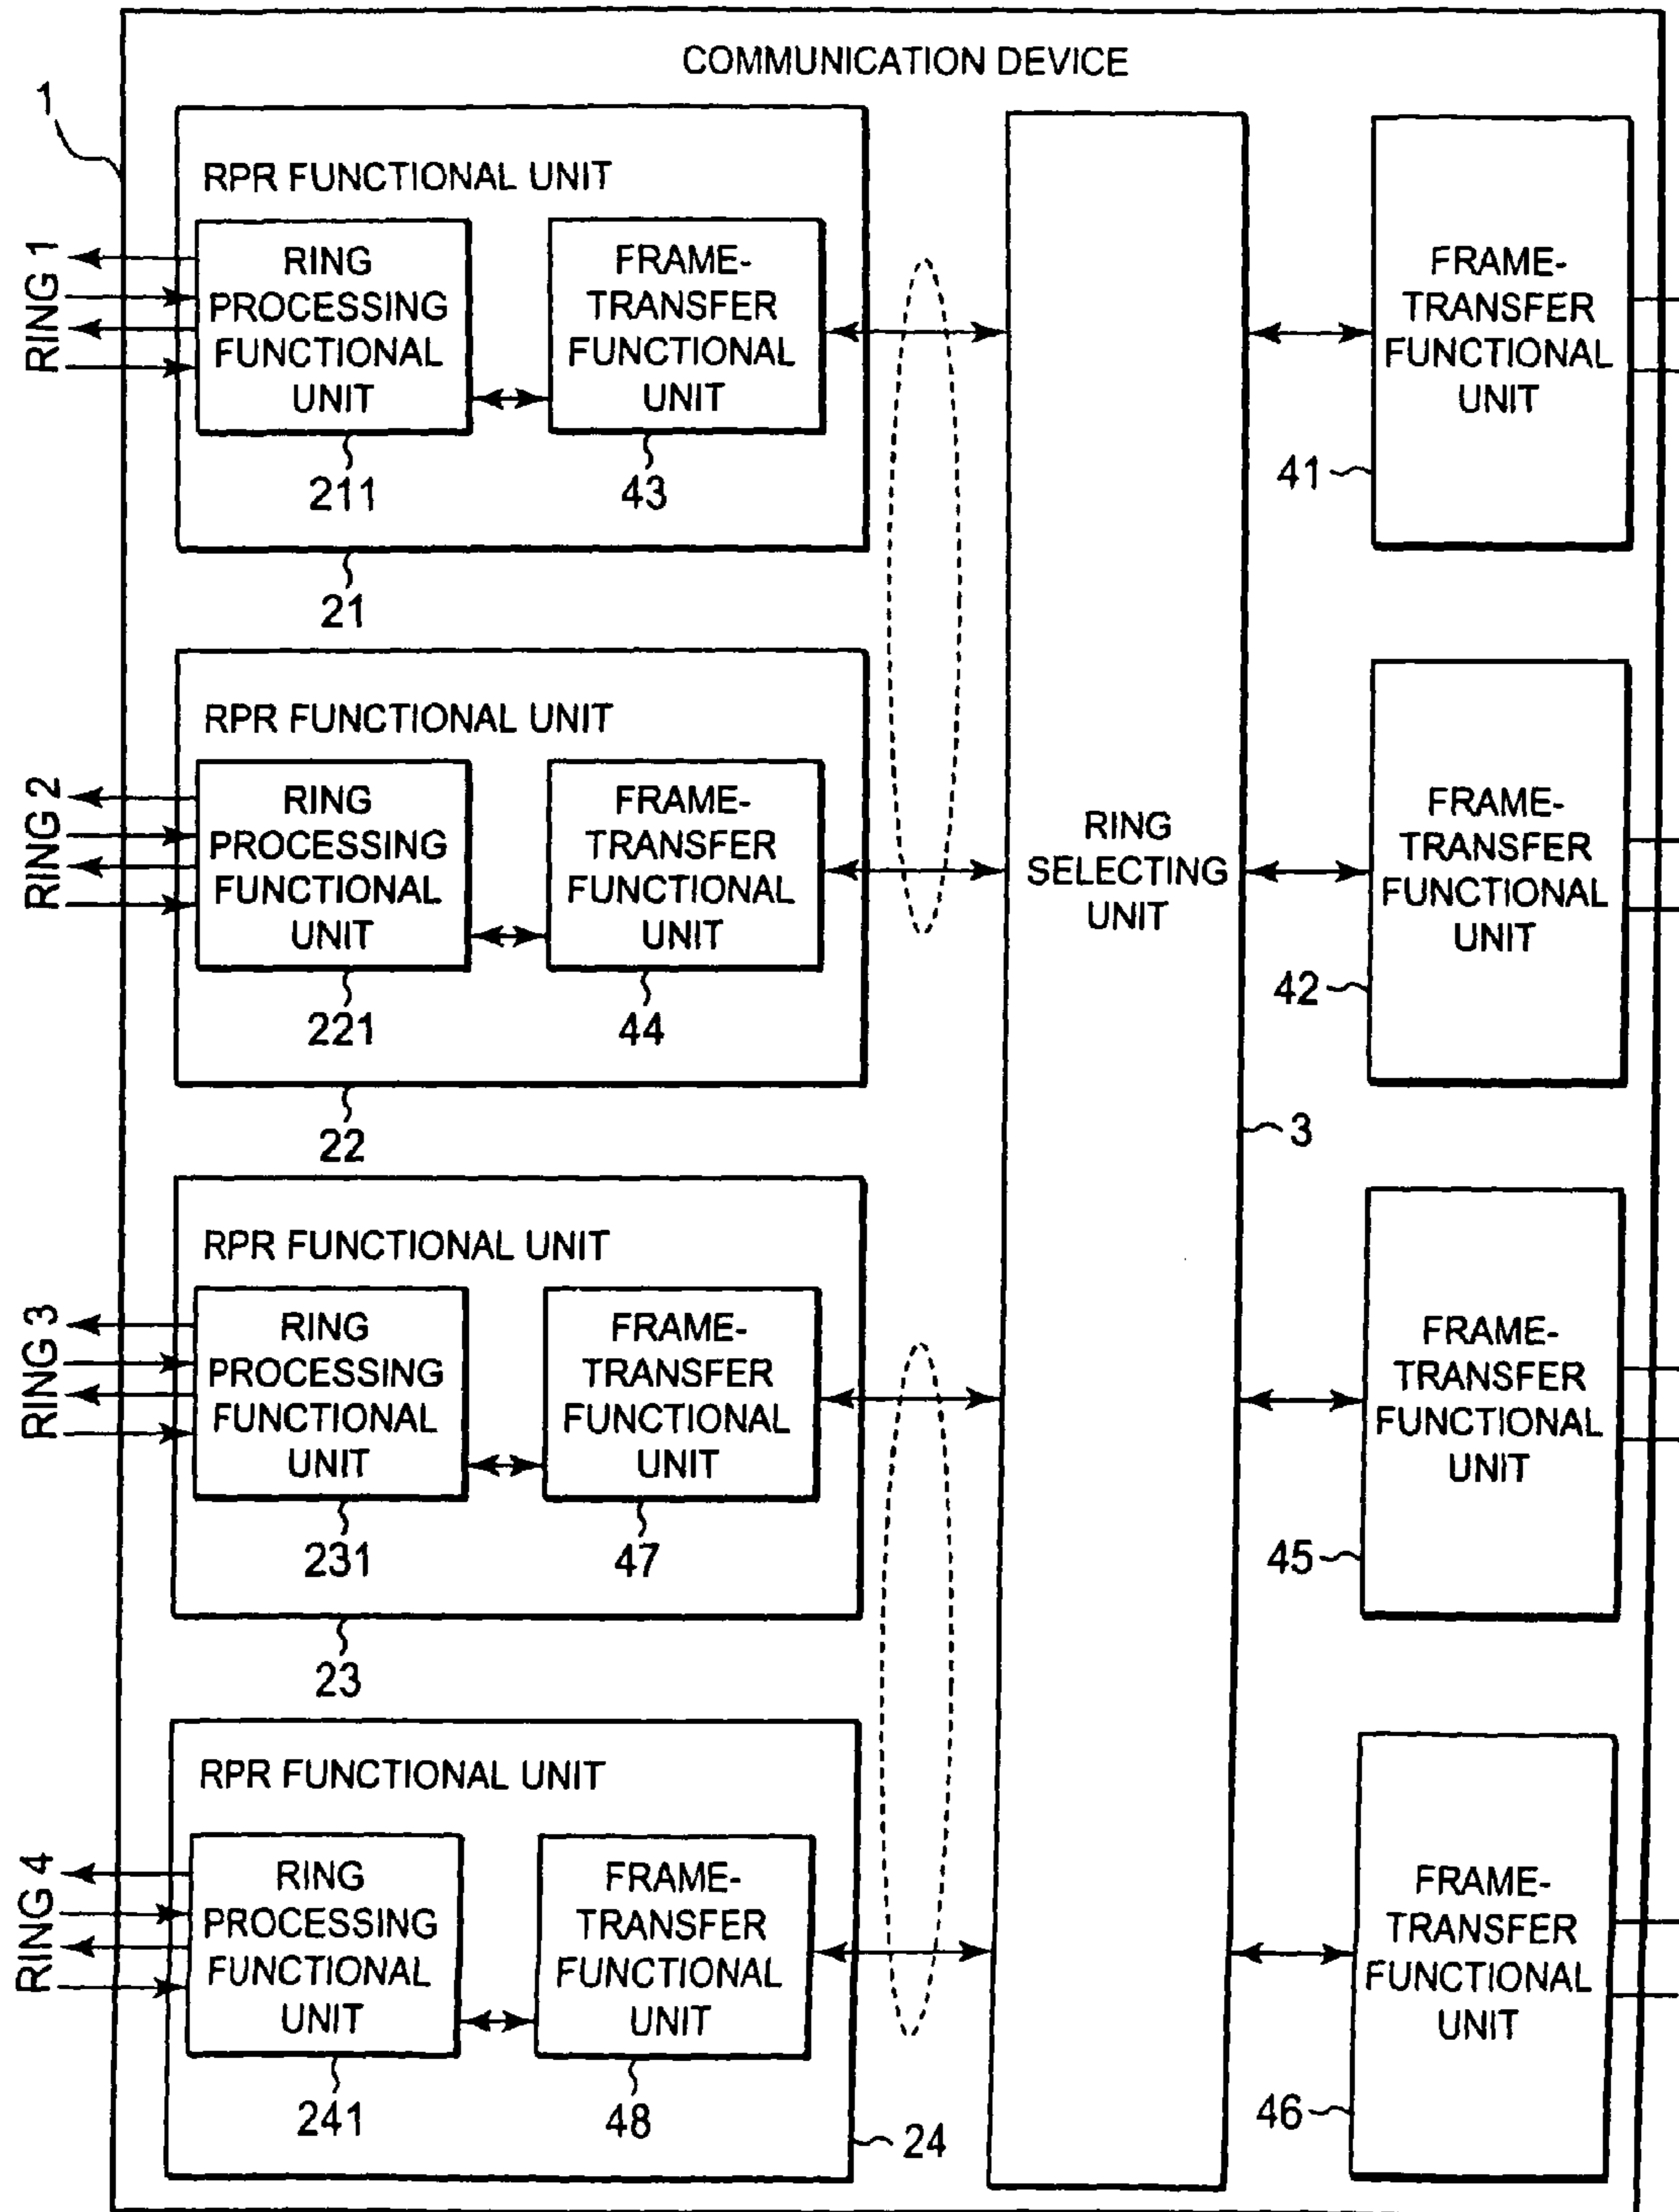 COMMUNICATION DEVICE
1
RPR FUNCTIONAL UNIT
RING 1
RING
PROCESSING
FUNCTIONAL
UNIT
FRAME-
TRANSFER
FUNCTIONAL
UNIT
211
43
21
FRAME-
TRANSFER
FUNCTIONAL
UNIT
41
RPR FUNCTIONAL UNIT
RING 2
RING
PROCESSING
FUNCTIONAL
UNIT
FRAME-
TRANSFER
FUNCTIONAL
UNIT
221
44
22
RING
SELECTING
UNIT
3
FRAME-
TRANSFER
FUNCTIONAL
UNIT
42
RPR FUNCTIONAL UNIT
RING 3
RING
PROCESSING
FUNCTIONAL
UNIT
FRAME-
TRANSFER
FUNCTIONAL
UNIT
231
47
23
FRAME-
TRANSFER
FUNCTIONAL
UNIT
45
RPR FUNCTIONAL UNIT
RING 4
RING
PROCESSING
FUNCTIONAL
UNIT
FRAME-
TRANSFER
FUNCTIONAL
UNIT
241
48
24
FRAME-
TRANSFER
FUNCTIONAL
UNIT
46